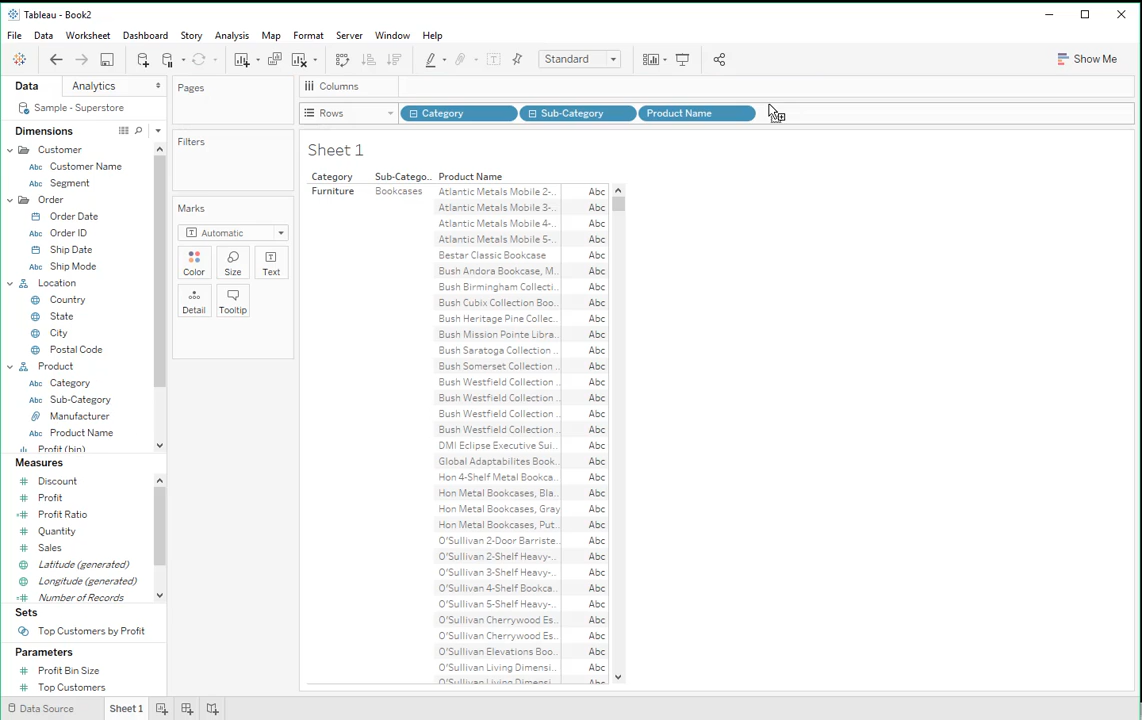 Tableau - Book2
File Data Worksheet Dashboard Story Analysis Map Format Server Window Help
Standard
Show Me
Data Analytics
Sample - Superstore
Dimensions
Customer
Abc Customer Name
Abc Segment
Order
Order Date
Abc Order ID
Ship Date
Abc Ship Mode
Location
Country
State
City
Postal Code
Product
Abc Category
Abc Sub-Category
Manufacturer
Abc Product Name
Profit (bin)
Measures
Discount
Profit
Profit Ratio
Quantity
Sales
Latitude (generated)
Longitude (generated)
Number of Records
Sets
Top Customers by Profit
Parameters
Profit Bin Size
Top Customers
Pages
Filters
Marks
Automatic
Color Size Text
Detail Tooltip
Columns
Rows Category Sub-Category Product Name
Sheet 1
Category Sub-Catego.. Product Name
Furniture Bookcases Atlantic Metals Mobile 2-.. Abc
Atlantic Metals Mobile 3-.. Abc
Atlantic Metals Mobile 4-.. Abc
Atlantic Metals Mobile 5-.. Abc
Bestar Classic Bookcase Abc
Bush Andora Bookcase, M.. Abc
Bush Birmingham Collecti.. Abc
Bush Cubix Collection Boo.. Abc
Bush Heritage Pine Collec.. Abc
Bush Mission Pointe Libra.. Abc
Bush Saratoga Collection .. Abc
Bush Somerset Collection .. Abc
Bush Westfield Collection .. Abc
Bush Westfield Collection .. Abc
Bush Westfield Collection .. Abc
Bush Westfield Collection .. Abc
DMI Eclipse Executive Sui.. Abc
Global Adaptabilites Book.. Abc
Hon 4-Shelf Metal Bookca.. Abc
Hon Metal Bookcases, Bla.. Abc
Hon Metal Bookcases, Gray Abc
Hon Metal Bookcases, Put.. Abc
O'Sullivan 2-Door Barriste.. Abc
O'Sullivan 2-Shelf Heavy-.. Abc
O'Sullivan 3-Shelf Heavy-.. Abc
O'Sullivan 4-Shelf Bookca.. Abc
O'Sullivan 5-Shelf Heavy-.. Abc
O'Sullivan Cherrywood Es.. Abc
O'Sullivan Cherrywood Es.. Abc
O'Sullivan Elevations Boo.. Abc
O'Sullivan Living Dimensi.. Abc
Data Source Sheet 1